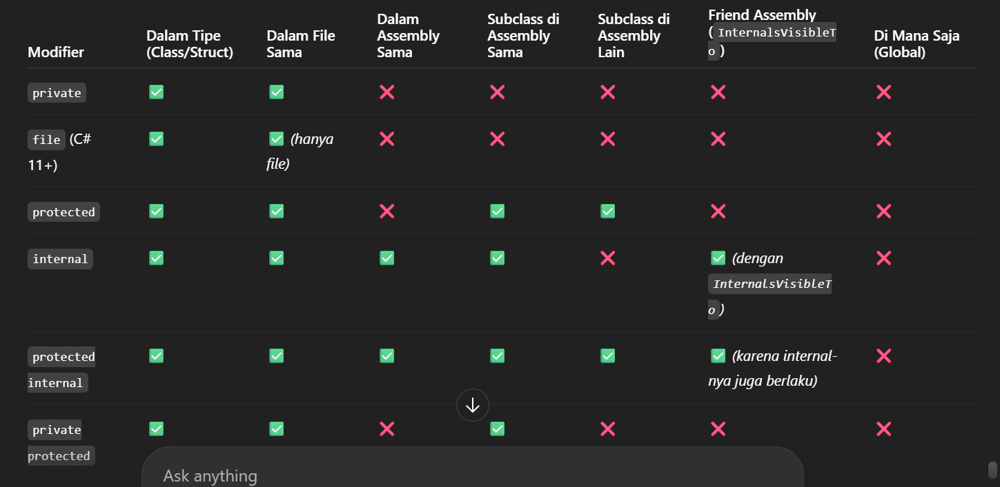 Modifier
Dalam Tipe
(Class/Struct)
Dalam File
Sama
Dalam
Assembly
Sama
Subclass di
Assembly
Sama
Subclass di
Assembly
Lain
Friend Assembly
( InternalsVisibleT
o )
Di Mana Saja
(Global)
private
✅
✅
❌
❌
❌
❌
❌
file (C#
11+)
✅
✅ (hanya
file)
❌
❌
❌
❌
❌
protected
✅
✅
❌
✅
✅
❌
❌
internal
✅
✅
✅
✅
❌
✅ (dengan
InternalsVisibleT
o )
❌
protected
internal
✅
✅
✅
✅
✅
✅ (karena internal-
nya juga berlaku)
❌
private
protected
✅
✅
❌
✅
❌
❌
❌
Ask anything